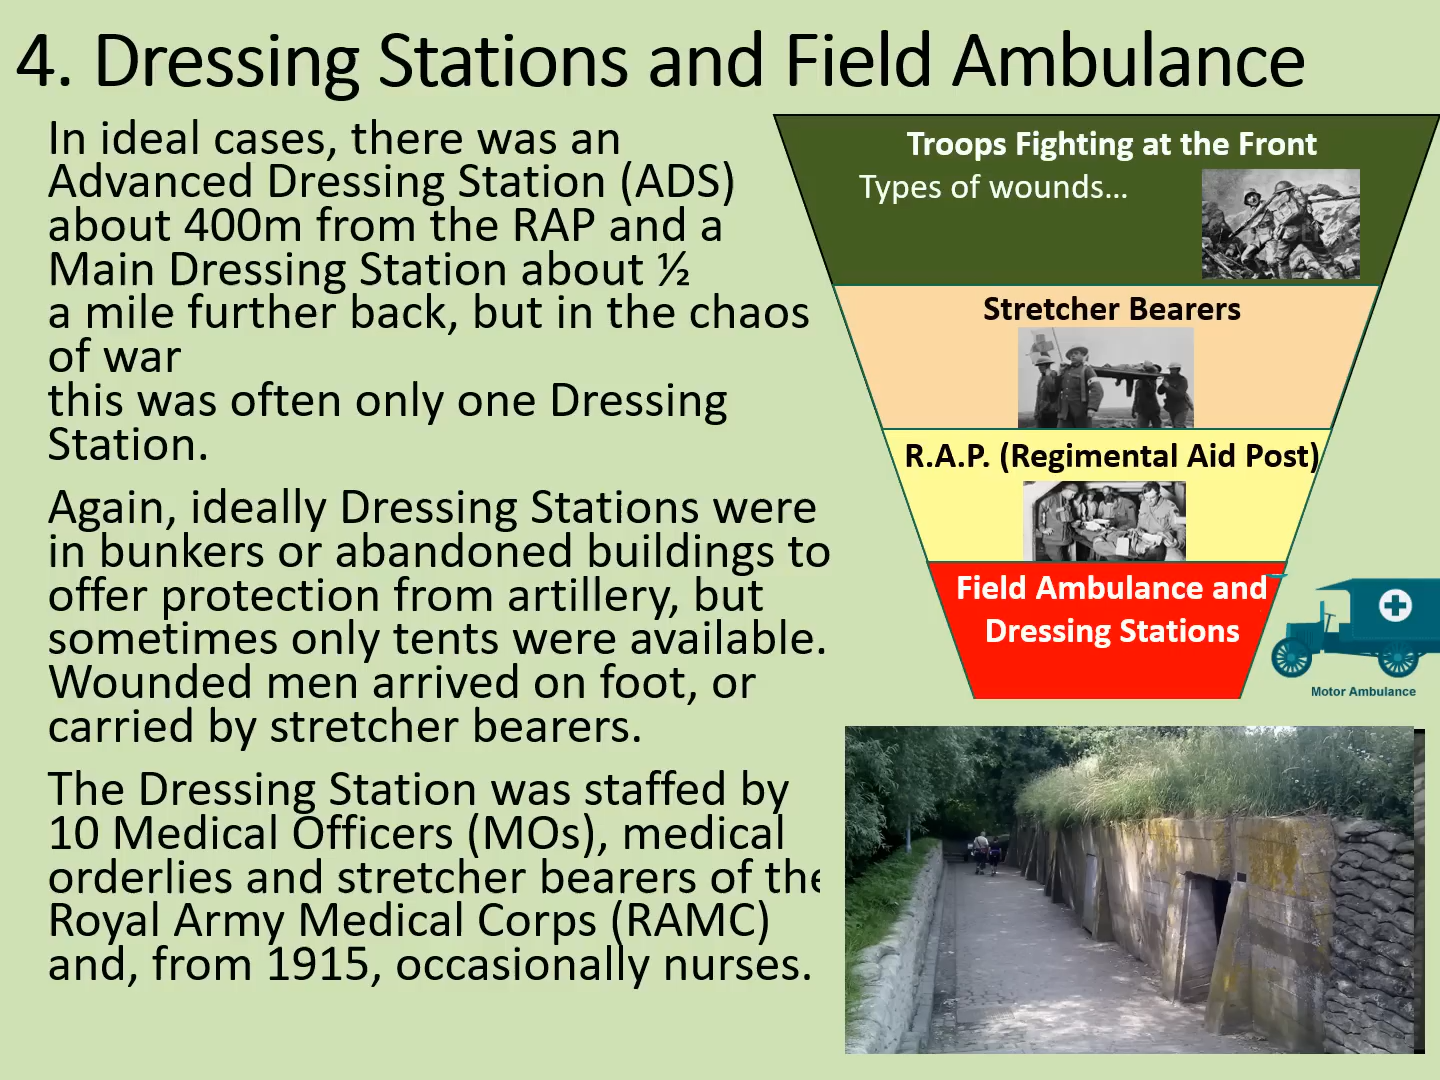 4. Dressing Stations and Field Ambulance
In ideal cases, there was an
Advanced Dressing Station (ADS)
about 400m from the RAP and a
Main Dressing Station about ½
a mile further back, but in the chaos
of war
this was often only one Dressing
Station.
Again, ideally Dressing Stations were
in bunkers or abandoned buildings to
offer protection from artillery, but
sometimes only tents were available.
Wounded men arrived on foot, or
carried by stretcher bearers.
The Dressing Station was staffed by
10 Medical Officers (MOs), medical
orderlies and stretcher bearers of the
Royal Army Medical Corps (RAMC)
and, from 1915, occasionally nurses.
Troops Fighting at the Front
Types of wounds...
Stretcher Bearers
R.A.P. (Regimental Aid Post)
Field Ambulance and
Dressing Stations
Motor Ambulance